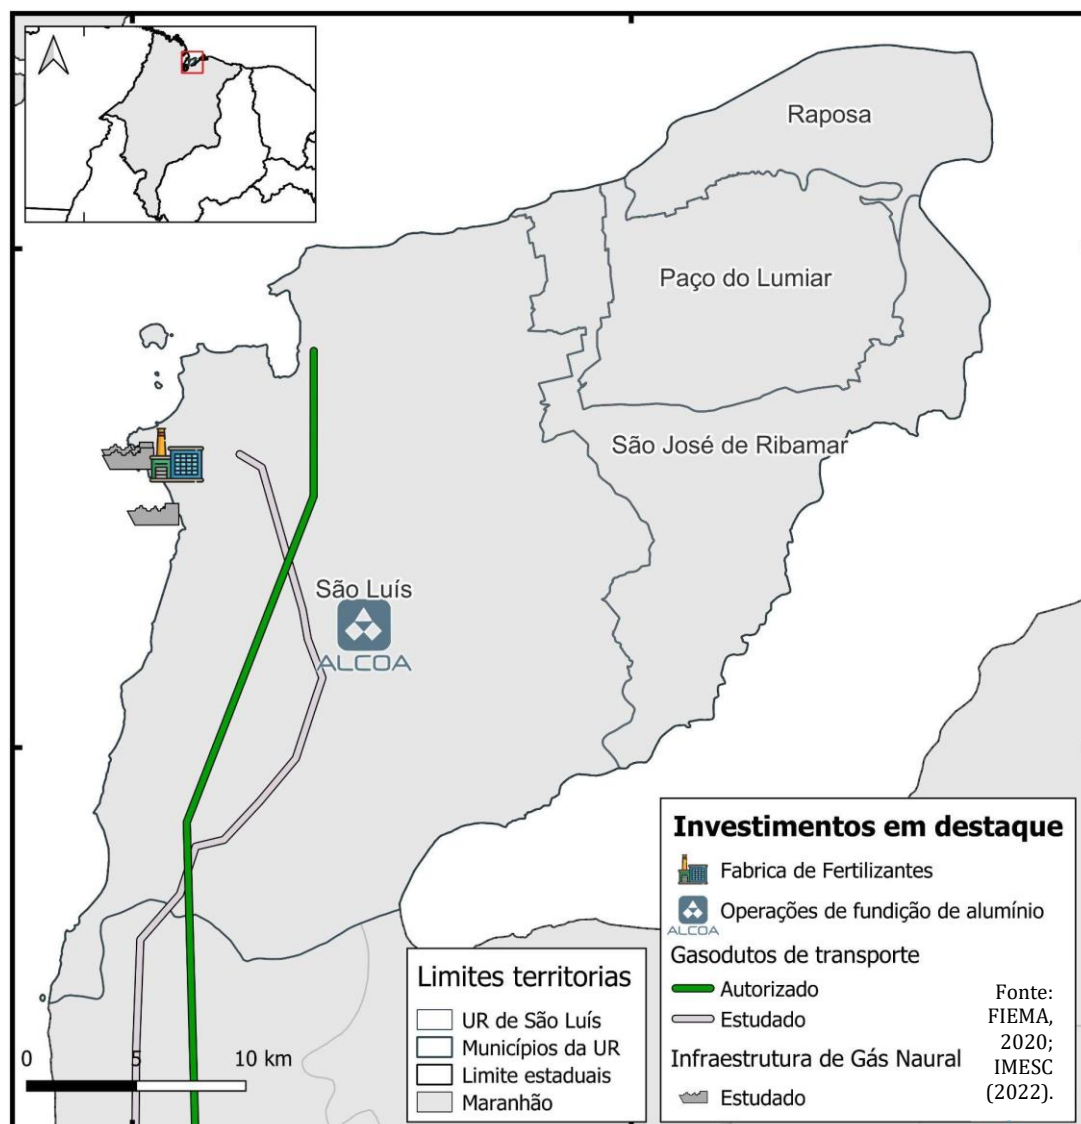 Raposa
Paço do Lumiar
São José de Ribamar
São Luís
ALCOA
Investimentos em destaque
Fabrica de Fertilizantes
Operações de fundição de alumínio
ALCOA
Gasodutos de transporte
Autorizado
Estudado
Infraestrutura de Gás Naural
Estudado
Fonte:
FIEMA,
2020;
IMESC
(2022).
Limites territorias
UR de São Luís
Municípios da UR
Limite estaduais
Maranhão
0 5 10 km